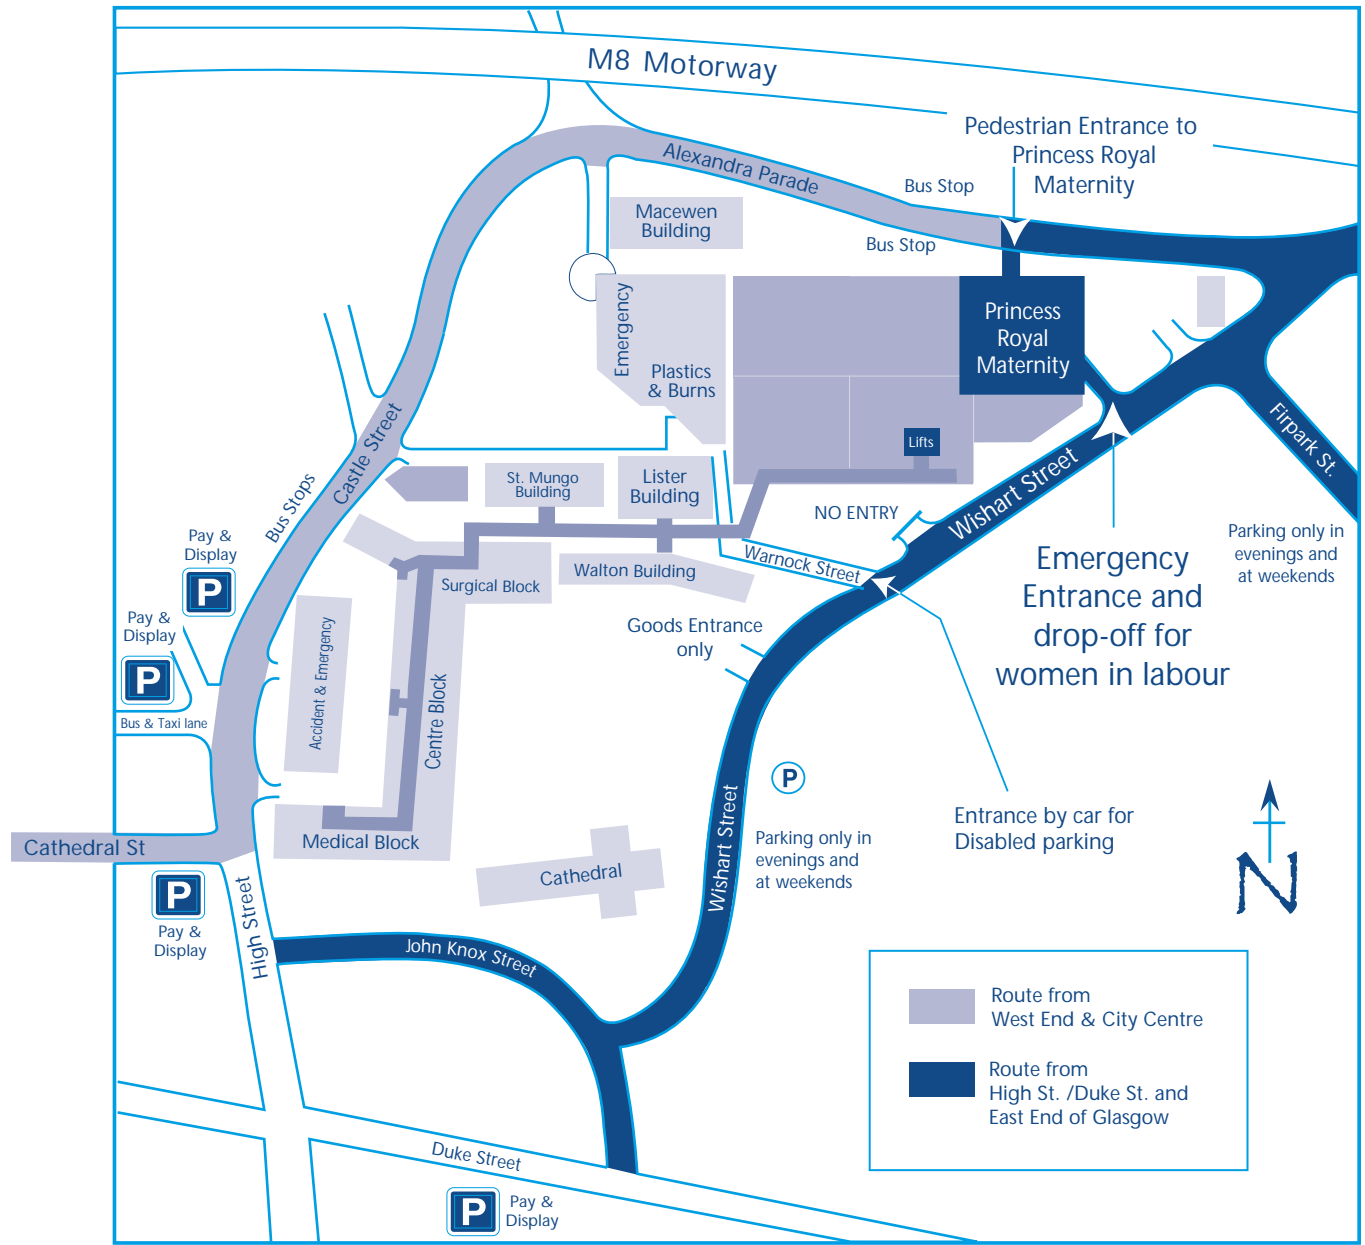 M8 Motorway
Pedestrian Entrance to
Princess Royal
Maternity
Alexandra Parade
Bus Stop
Bus Stop
Macewen
Building
Emergency
Plastics
& Burns
Princess
Royal
Maternity
Lifts
Castle Street
Bus Stops
St. Mungo
Building
Lister
Building
NO ENTRY
Wishart Street
Firpark St.
Parking only in
evenings and
at weekends
Pay &
Display
P
Pay &
Display
P
Bus & Taxi lane
Surgical Block
Walton Building
Warnock Street
Emergency
Entrance and
drop-off for
women in labour
Goods Entrance
only
Accident & Emergency
Centre Block
Medical Block
P
Parking only in
evenings and
at weekends
Wishart Street
Entrance by car for
Disabled parking
N
Cathedral St
Cathedral
P
Pay &
Display
High Street
John Knox Street
Route from
West End & City Centre
Route from
High St. /Duke St. and
East End of Glasgow
Duke Street
P
Pay &
Display